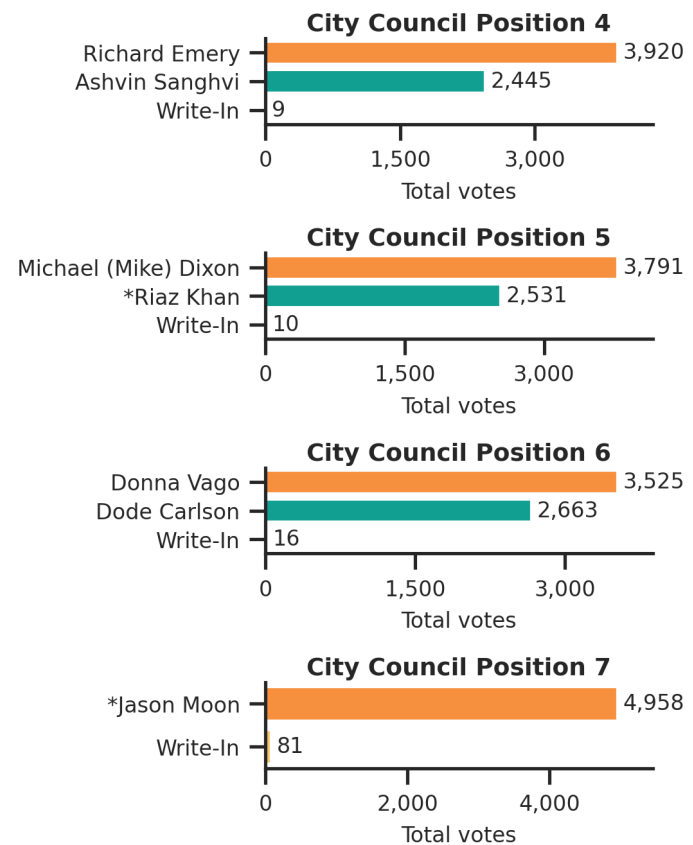 City Council Position 4
Richard Emery 3,920
Ashvin Sanghvi 2,445
Write-In 9
0 1,500 3,000
Total votes
City Council Position 5
Michael (Mike) Dixon 3,791
*Riaz Khan 2,531
Write-In 10
0 1,500 3,000
Total votes
City Council Position 6
Donna Vago 3,525
Dode Carlson 2,663
Write-In 16
0 1,500 3,000
Total votes
City Council Position 7
*Jason Moon 4,958
Write-In 81
0 2,000 4,000
Total votes